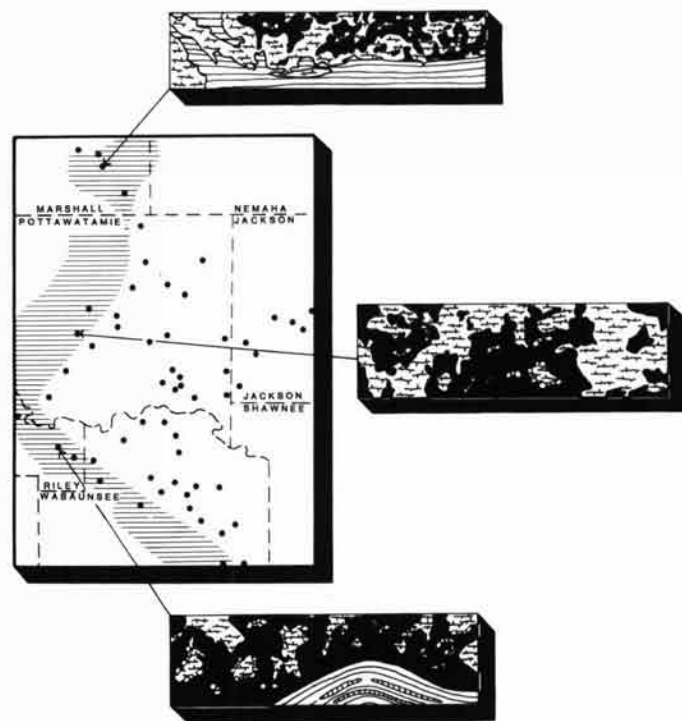 MARSHALL
POTTAWATAMIE
NEMAHA
JACKSON
JACKSON
SHAWNEE
RILEY
WABAUNSEE